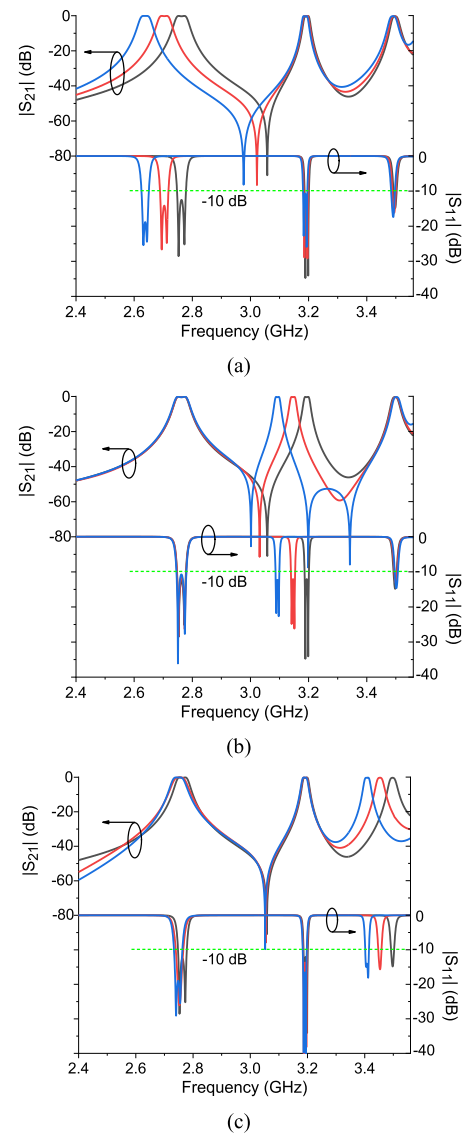 0
-20
-40
-60
-80
|S21| (dB)
0
-10
-20
-30
-40
|S11| (dB)
-10 dB
2.4 2.6 2.8 3.0 3.2 3.4
Frequency (GHz)
(a)
0
-20
-40
-60
-80
|S21| (dB)
0
10
20
30
40
|S11| (dB)
-10 dB
2.4 2.6 2.8 3.0 3.2 3.4
Frequency (GHz)
(b)
0
-20
-40
-60
-80
|S21| (dB)
0
10
20
30
40
|S11| (dB)
-10 dB
2.4 2.6 2.8 3.0 3.2 3.4
Frequency (GHz)
(c)